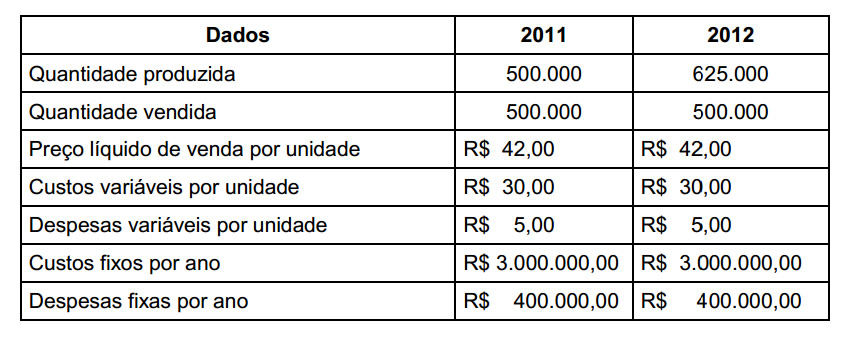 Dados 2011 2012
Quantidade produzida 500.000 625.000
Quantidade vendida 500.000 500.000
Preço líquido de venda por unidade R$ 42,00 R$ 42,00
Custos variáveis por unidade R$ 30,00 R$ 30,00
Despesas variáveis por unidade R$ 5,00 R$ 5,00
Custos fixos por ano R$ 3.000.000,00 R$ 3.000.000,00
Despesas fixas por ano R$ 400.000,00 R$ 400.000,00